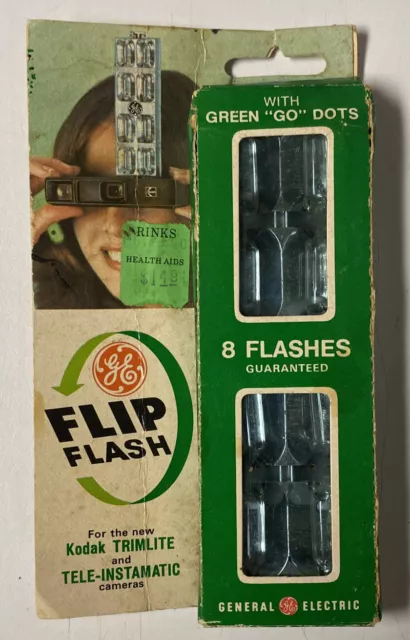 WITH
GREEN "GO" DOTS
RINKS
HEALTH AIDS
8 FLASHES
GUARANTEED
GE
FLIP
FLASH
For the new
Kodak TRIMLITE
and
TELE-INSTAMATIC
cameras
GENERAL GE ELECTRIC